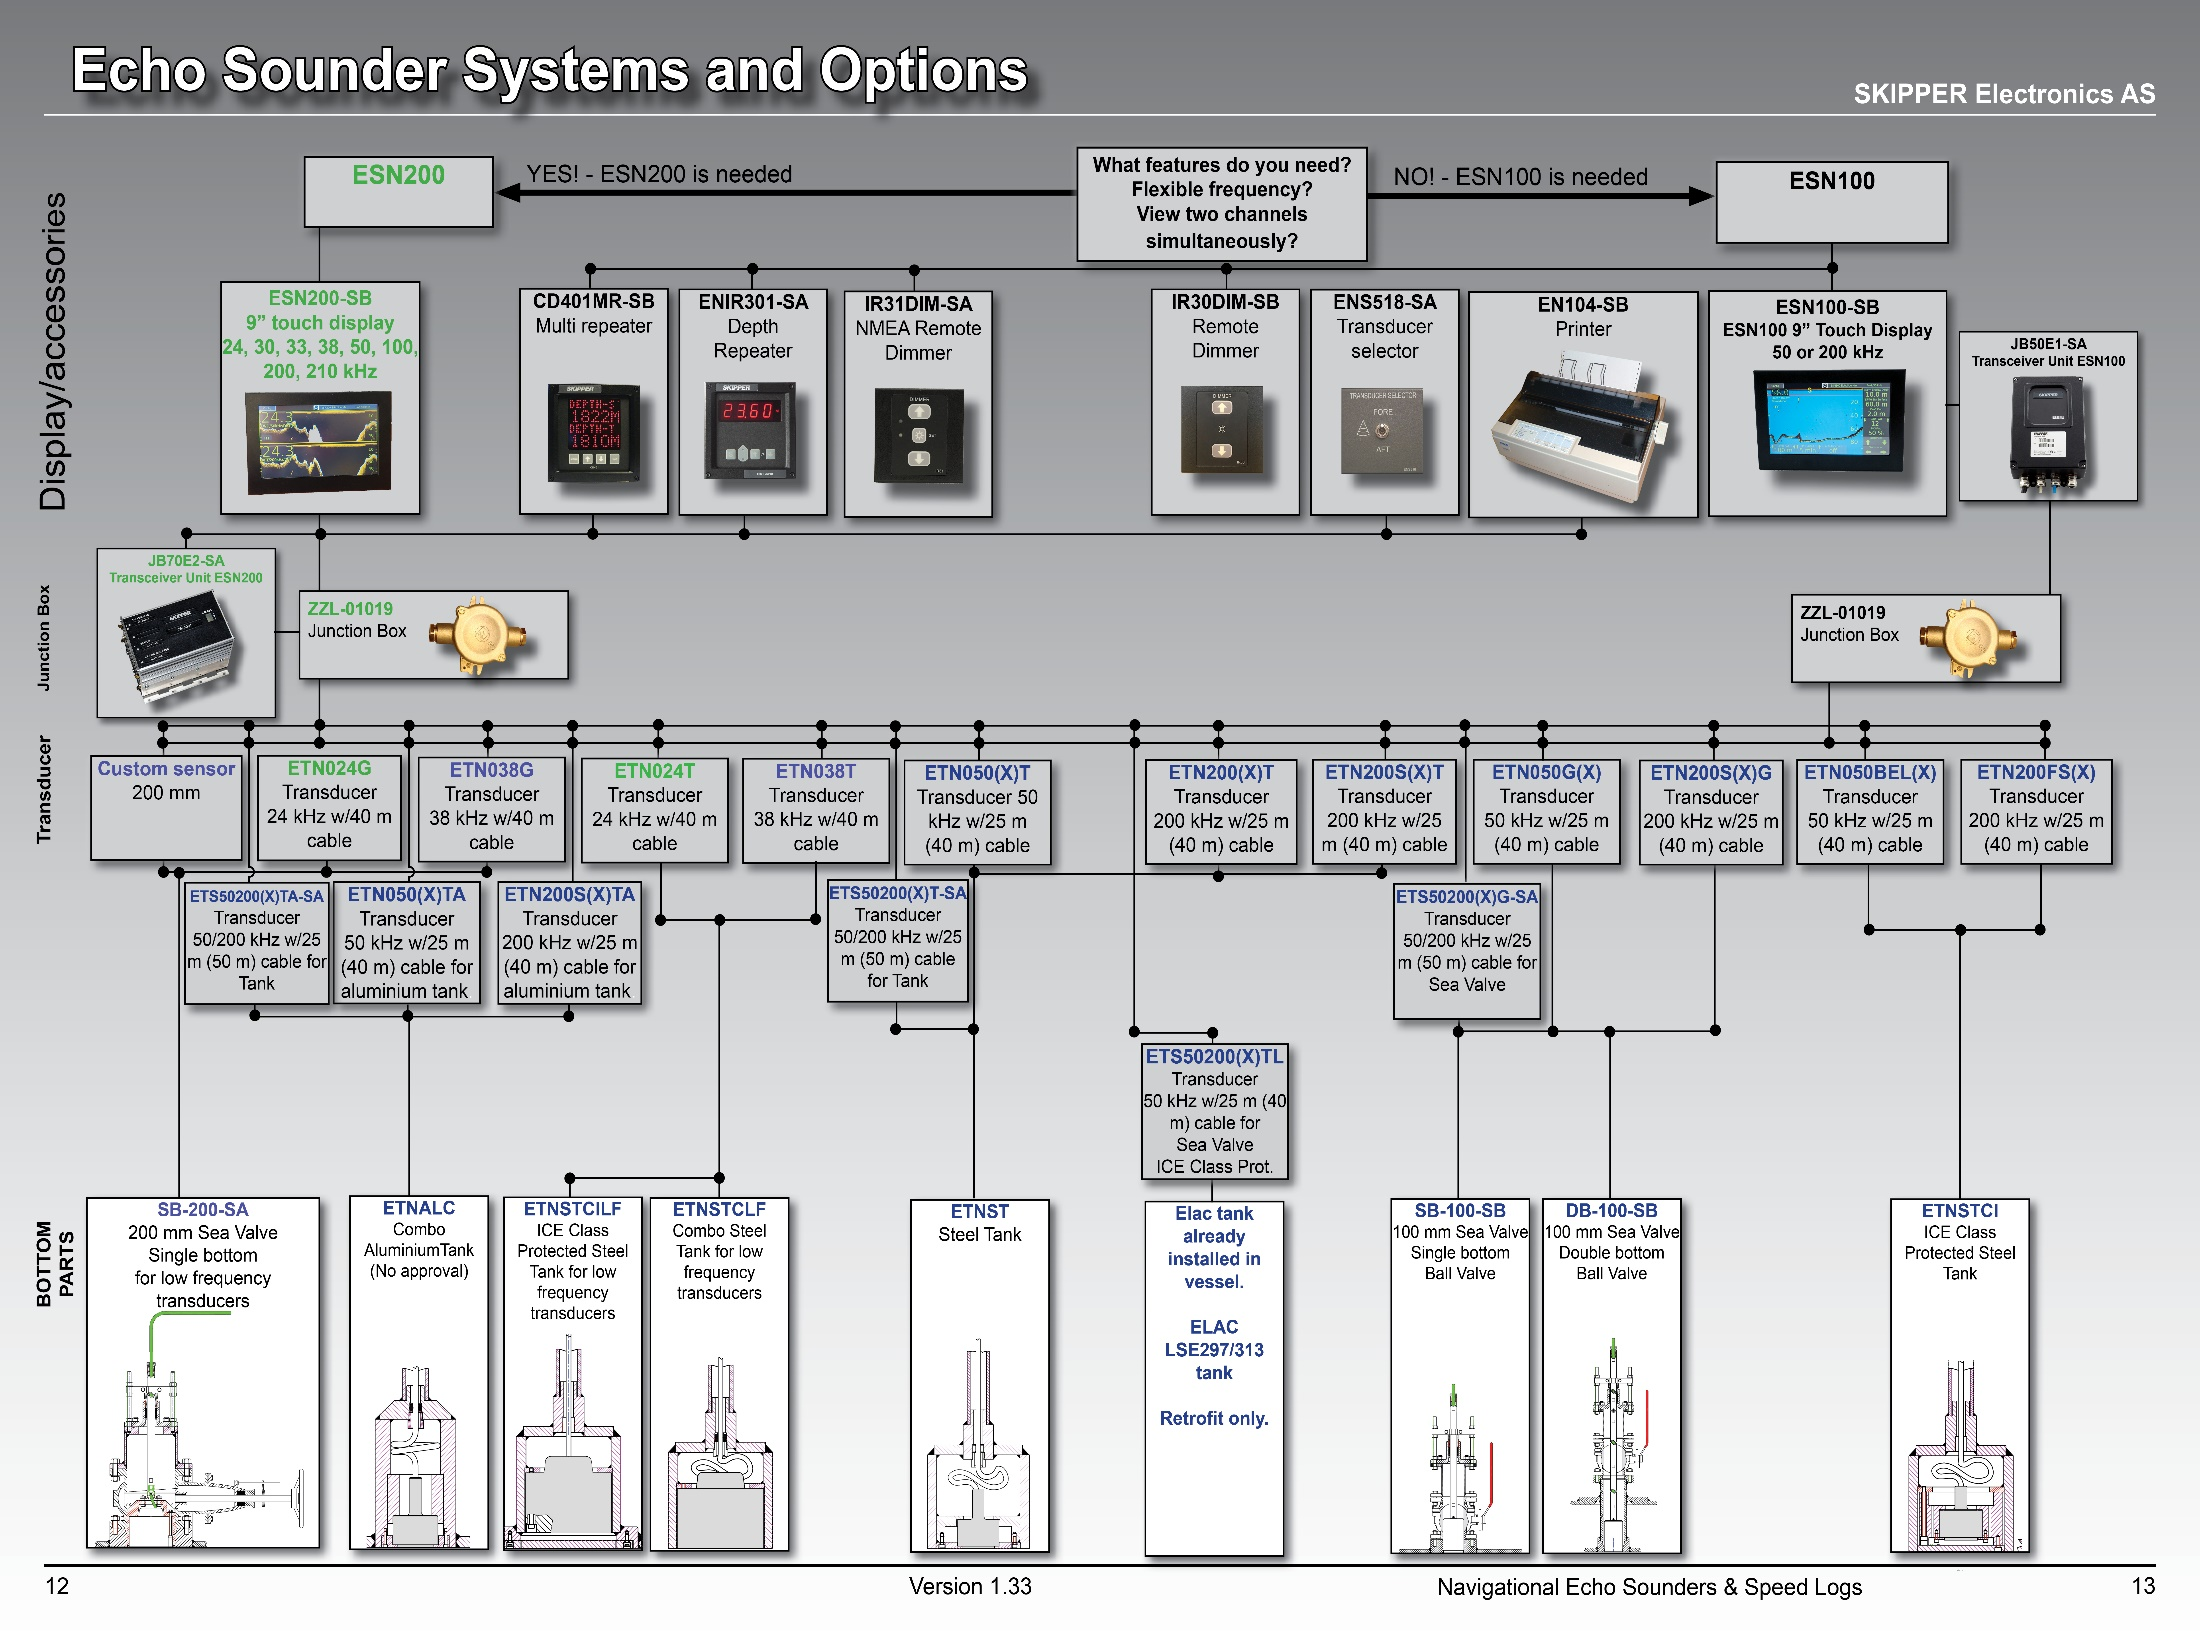 Echo Sounder Systems and Options
SKIPPER Electronics AS
Display/accessories
ESN200
YES! - ESN200 is needed
What features do you need?
Flexible frequency?
View two channels
simultaneously?
NO! - ESN100 is needed
ESN100
ESN200-SB
9” touch display
24, 30, 33, 38, 50, 100,
200, 210 kHz
CD401MR-SB
Multi repeater
SKIPPER
DEPTH-S
1822M
DEPTH-T
1810M
ENIR301-SA
Depth
Repeater
SKIPPER
23.60
IR31DIM-SA
NMEA Remote
Dimmer
DIMMER
IR30DIM-SB
Remote
Dimmer
DIMMER
ENS518-SA
Transducer
selector
TRANSDUCER SELECTOR
FORE
AFT
EN104-SB
Printer
ESN100-SB
ESN100 9” Touch Display
50 or 200 kHz
JB50E1-SA
Transceiver Unit ESN100
SKIPPER
Junction Box
JB70E2-SA
Transceiver Unit ESN200
SKIPPER
ZZL-01019
Junction Box
ZZL-01019
Junction Box
Transducer
Custom sensor
200 mm
ETN024G
Transducer
24 kHz w/40 m
cable
ETN038G
Transducer
38 kHz w/40 m
cable
ETN024T
Transducer
24 kHz w/40 m
cable
ETN038T
Transducer
38 kHz w/40 m
cable
ETN050(X)T
Transducer 50
kHz w/25 m
(40 m) cable
ETN200(X)T
Transducer
200 kHz w/25 m
(40 m) cable
ETN200S(X)T
Transducer
200 kHz w/25
m (40 m) cable
ETN050G(X)
Transducer
50 kHz w/25 m
(40 m) cable
ETN200S(X)G
Transducer
200 kHz w/25 m
(40 m) cable
ETN050BEL(X)
Transducer
50 kHz w/25 m
(40 m) cable
ETN200FS(X)
Transducer
200 kHz w/25 m
(40 m) cable
ETS50200(X)TA-SA
Transducer
50/200 kHz w/25
m (50 m) cable for
Tank
ETN050(X)TA
Transducer
50 kHz w/25 m
(40 m) cable for
aluminium tank
ETN200S(X)TA
Transducer
200 kHz w/25 m
(40 m) cable for
aluminium tank
ETS50200(X)T-SA
Transducer
50/200 kHz w/25
m (50 m) cable
for Tank
ETS50200(X)G-SA
Transducer
50/200 kHz w/25
m (50 m) cable for
Sea Valve
ETS50200(X)TL
Transducer
50 kHz w/25 m (40
m) cable for
Sea Valve
ICE Class Prot.
BOTTOM
PARTS
SB-200-SA
200 mm Sea Valve
Single bottom
for low frequency
transducers
ETNALC
Combo
AluminiumTank
(No approval)
ETNSTCILF
ICE Class
Protected Steel
Tank for low
frequency
transducers
ETNSTCLF
Combo Steel
Tank for low
frequency
transducers
ETNST
Steel Tank
Elac tank
already
installed in
vessel.
ELAC
LSE297/313
tank
Retrofit only.
SB-100-SB
100 mm Sea Valve
Single bottom
Ball Valve
DB-100-SB
100 mm Sea Valve
Double bottom
Ball Valve
ETNSTCI
ICE Class
Protected Steel
Tank
12
Version 1.33
Navigational Echo Sounders & Speed Logs
13